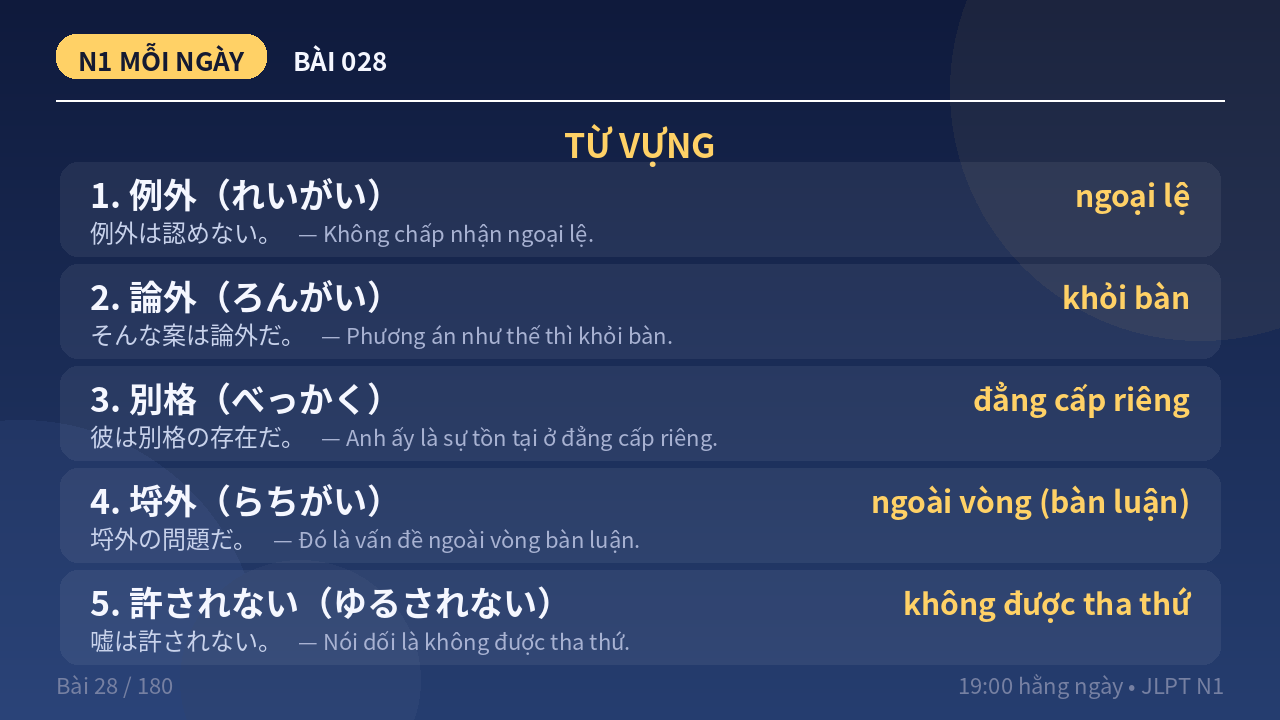 N1 MỖI NGÀY BÀI 028
TỪ VỰNG
1. 例外（れいがい） ngoại lệ
例外は認めない。 — Không chấp nhận ngoại lệ.
2. 論外（ろんがい） khỏi bàn
そんな案は論外だ。 — Phương án như thế thì khỏi bàn.
3. 別格（べっかく） đẳng cấp riêng
彼は別格の存在だ。 — Anh ấy là sự tồn tại ở đẳng cấp riêng.
4. 埒外（らちがい） ngoài vòng (bàn luận)
埒外の問題だ。 — Đó là vấn đề ngoài vòng bàn luận.
5. 許されない（ゆるされない） không được tha thứ
嘘は許されない。 — Nói dối là không được tha thứ.
Bài 28 / 180 19:00 hằng ngày • JLPT N1